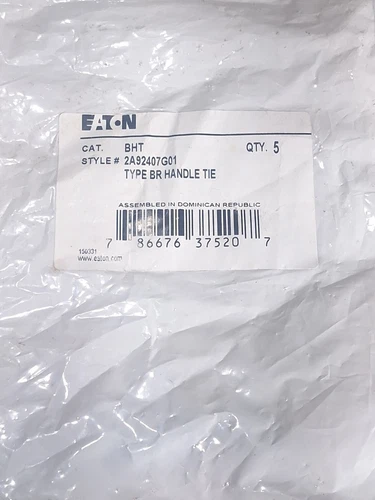 EATON
CAT. BHT QTY. 5
STYLE # 2A92407G01
TYPE BR HANDLE TIE
ASSEMBLED IN DOMINICAN REPUBLIC
7 86676 37520 7
www.eaton.com